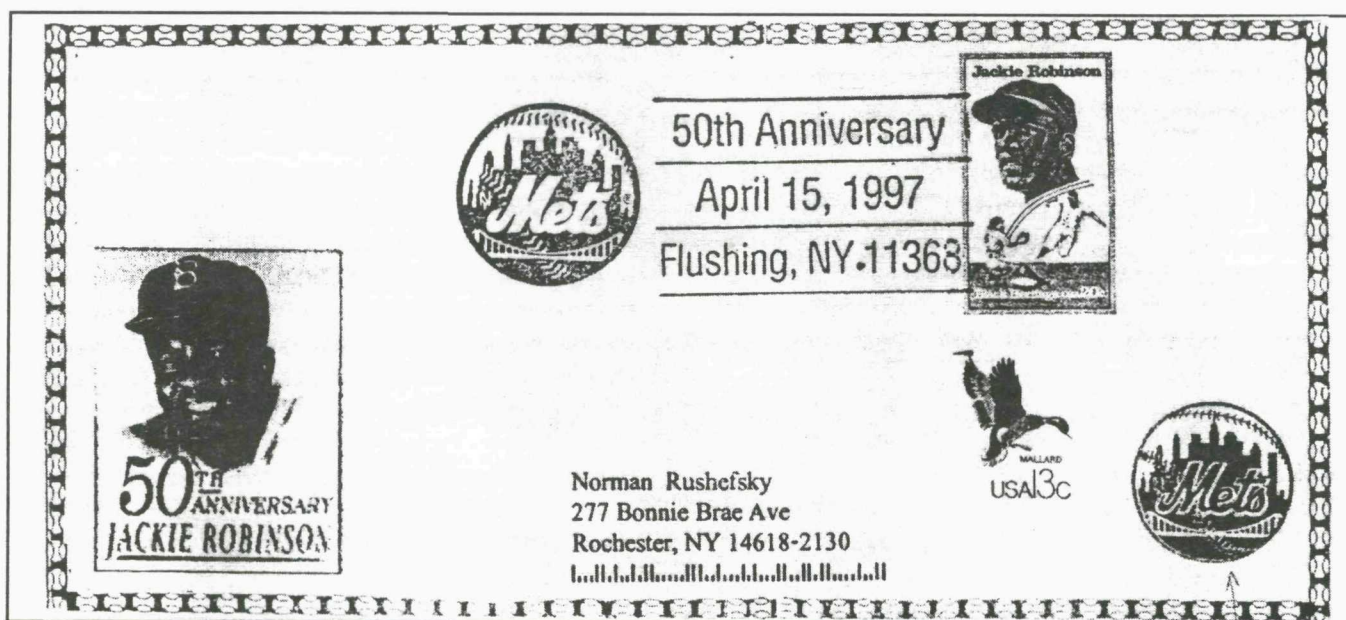 Jackie Robinson
Mets
50th Anniversary
April 15, 1997
Flushing, NY 11368
50TH
ANNIVERSARY
JACKIE ROBINSON
MALLARD
USA13c
Mets
Norman Rushefsky
277 Bonnie Brae Ave
Rochester, NY 14618-2130